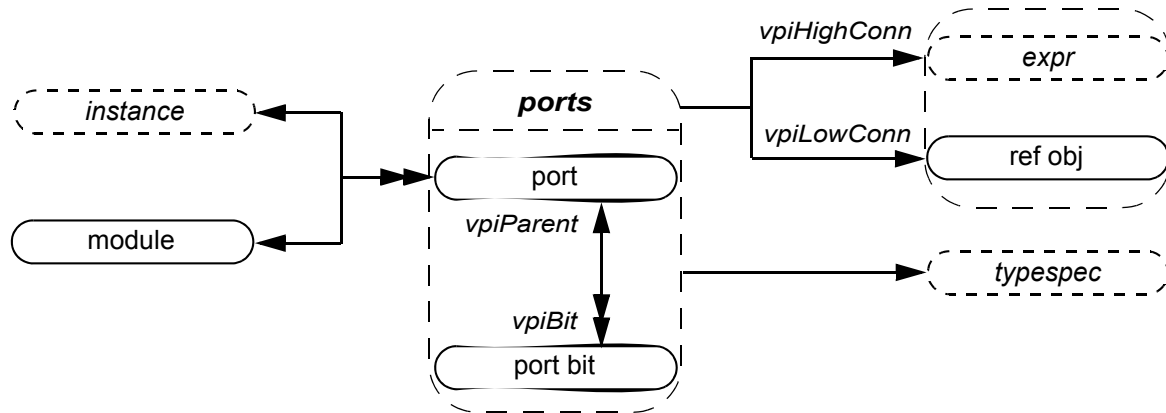 vpiHighConn
expr
instance
ports
vpiLowConn
port
ref obj
vpiParent
module
typespec
vpiBit
port bit